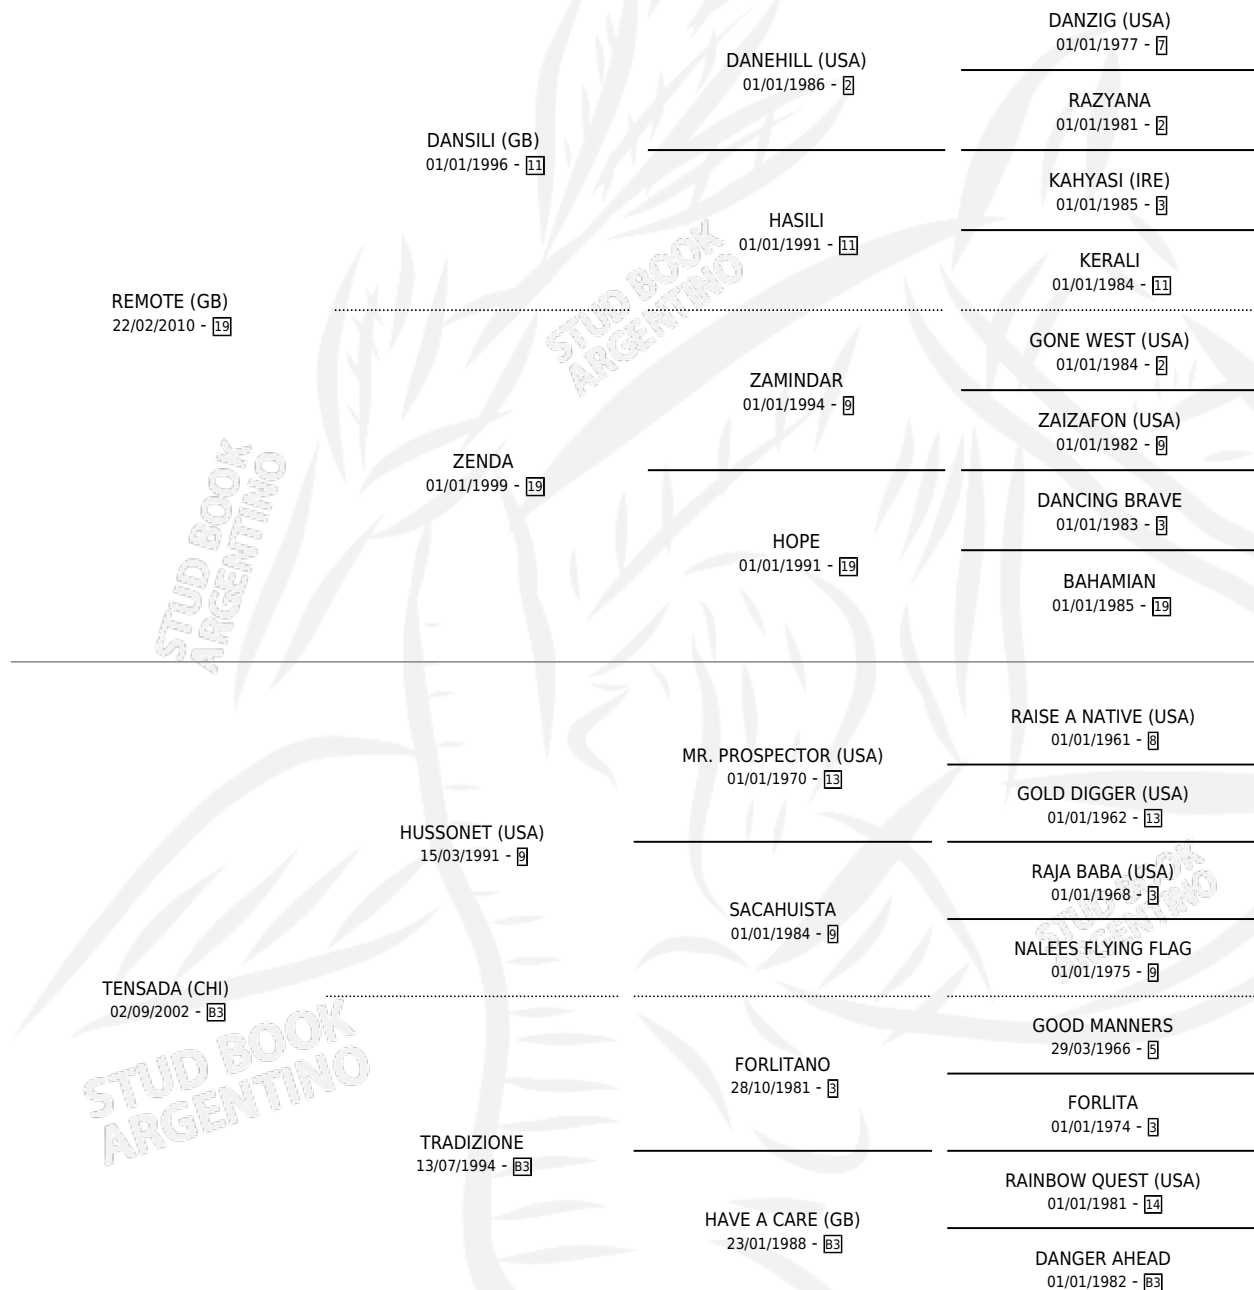 DANZIG (USA)
01/01/1977 - 7
DANEHILL (USA)
01/01/1986 - 2
RAZYANA
01/01/1981 - 2
DANSILI (GB)
01/01/1996 - 11
KAHYASI (IRE)
01/01/1985 - 3
HASILI
01/01/1991 - 11
KERALI
01/01/1984 - 11
REMOTE (GB)
22/02/2010 - 19
STUD BOOK
ARGENTINO
GONE WEST (USA)
01/01/1984 - 2
ZAMINDAR
01/01/1994 - 9
ZAIZAFON (USA)
01/01/1982 - 9
ZENDA
01/01/1999 - 19
DANCING BRAVE
01/01/1983 - 3
HOPE
01/01/1991 - 19
BAHAMIAN
01/01/1985 - 19
STUD BOOK
ARGENTINO
RAISE A NATIVE (USA)
01/01/1961 - 8
MR. PROSPECTOR (USA)
01/01/1970 - 13
GOLD DIGGER (USA)
01/01/1962 - 13
HUSSONET (USA)
15/03/1991 - 9
RAJA BABA (USA)
01/01/1968 - 3
STUD BOOK
ARGENTINO
SACAHUISTA
01/01/1984 - 9
NALEES FLYING FLAG
01/01/1975 - 9
TENSADA (CHI)
02/09/2002 - B3
STUD BOOK
ARGENTINO
GOOD MANNERS
29/03/1966 - 5
FORLITANO
28/10/1981 - 3
FORLITA
01/01/1974 - 3
TRADIZIONE
13/07/1994 - B3
RAINBOW QUEST (USA)
01/01/1981 - 14
HAVE A CARE (GB)
23/01/1988 - B3
DANGER AHEAD
01/01/1982 - B3